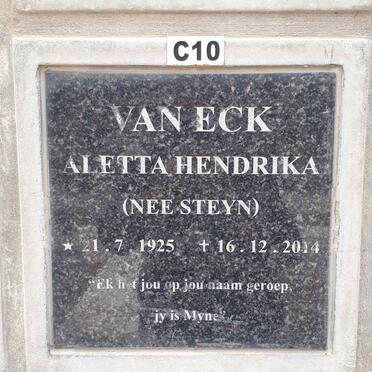 C10
VAN ECK
ALETTA HENDRIKA
(NEE STEYN)
★ 21.7.1925 ✝ 16.12.2014
“Ek het jou op jou naam geroep,
jy is Myne”